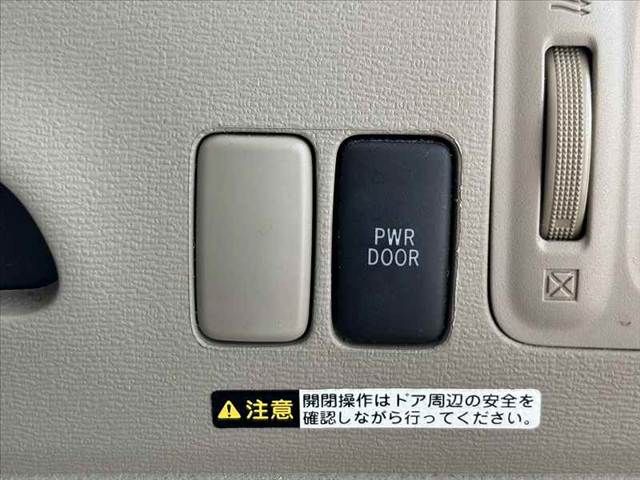 PWR
DOOR
注意
開閉操作はドア周辺の安全を
確認しながら行ってください。